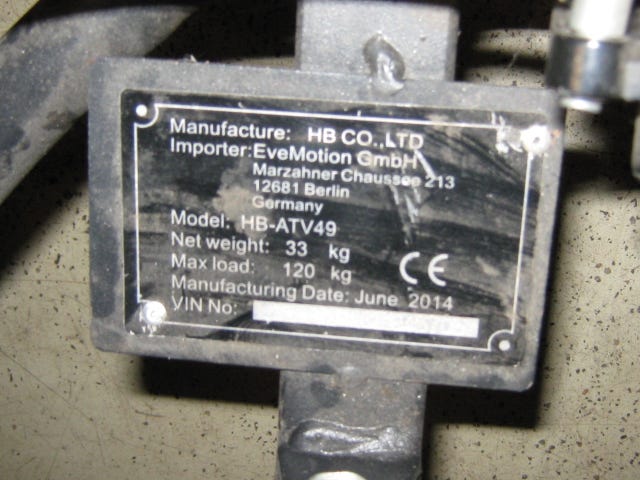 Manufacture: HB CO.,LTD
Importer:EveMotion GmbH
Marzahner Chaussee 213
12681 Berlin
Germany
Model: HB-ATV49
Net weight: 33 kg
Max load: 120 kg
CE
Manufacturing Date: June 2014
VIN No: